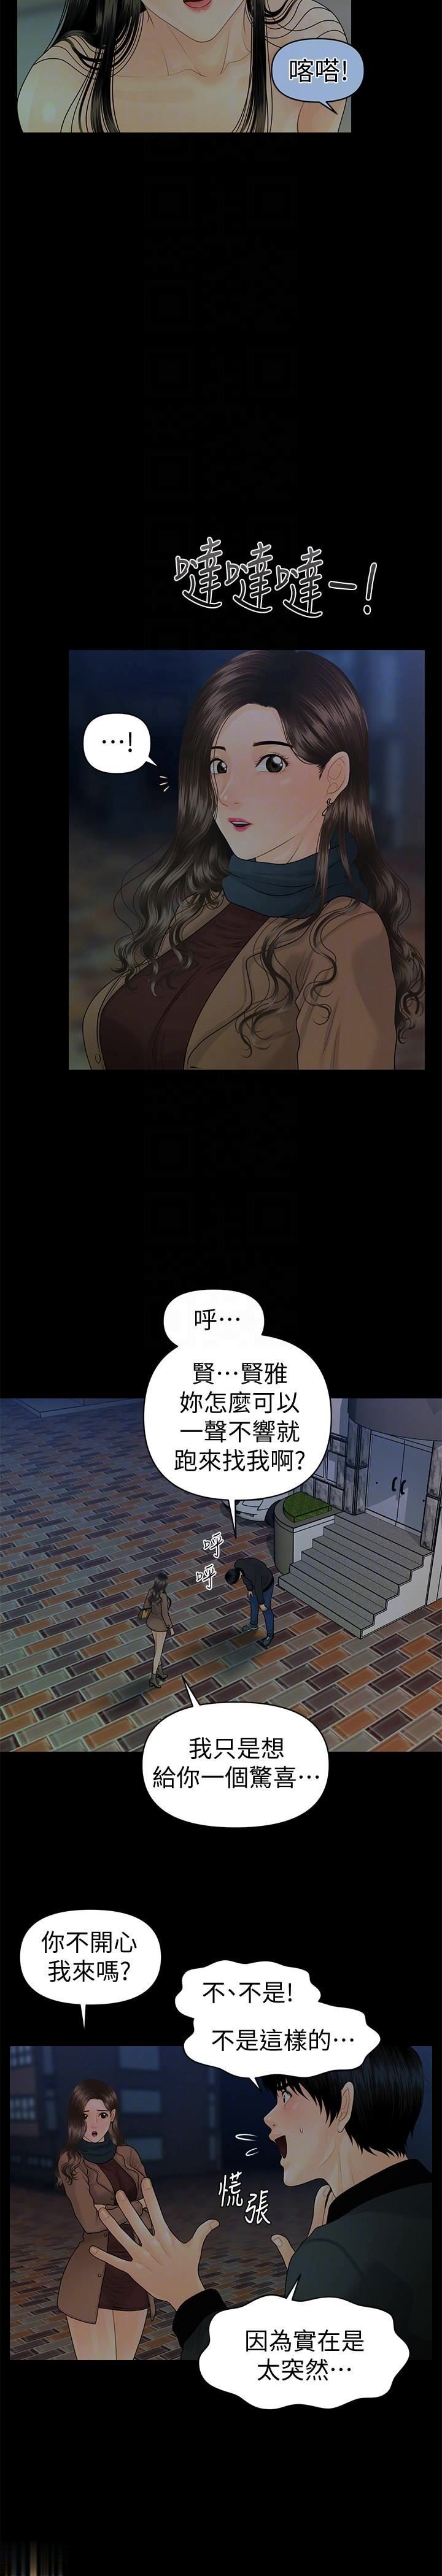 喀嗒!
噠噠噠—!
…!
呼…
賢…賢雅
妳怎麼可以
一聲不響就
跑來找我啊?
呼
呼
我只是想
給你一個驚喜…
你不開心
我來嗎?
不、不是!
不是這樣的…
慌張
因為實在是
太突然…